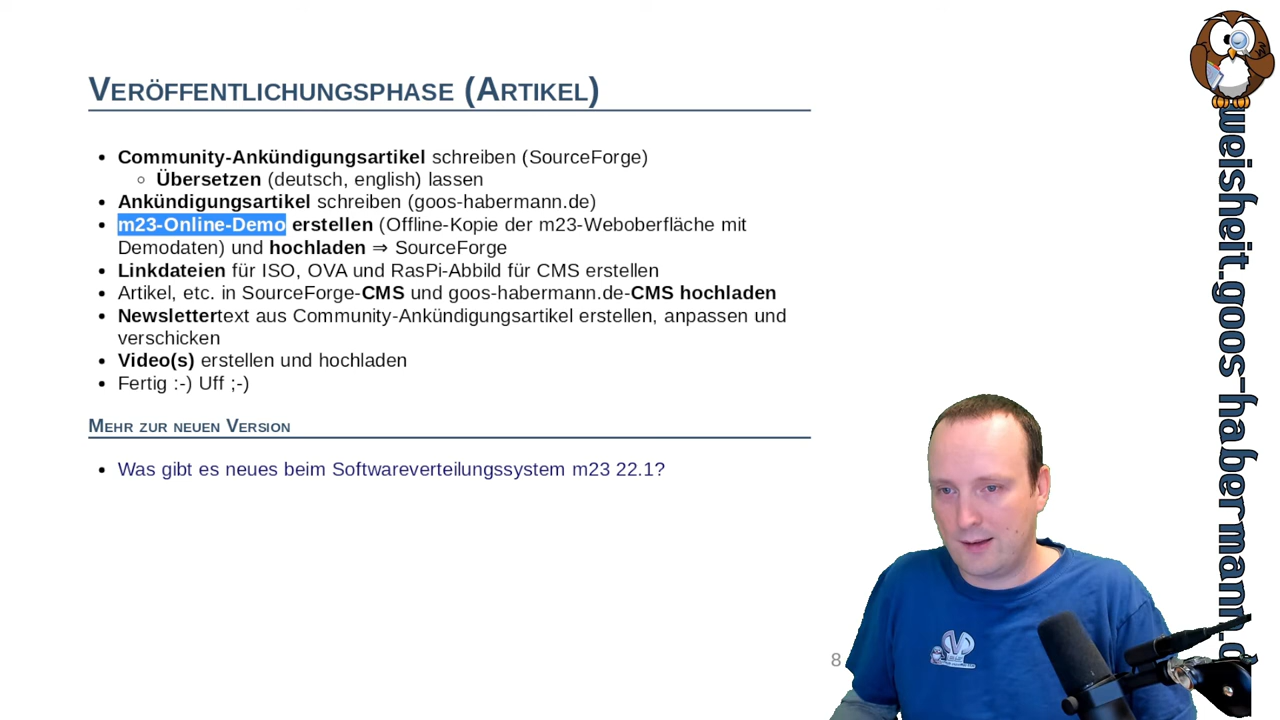 Veröffentlichungsphase (Artikel)
Community-Ankündigungsartikel schreiben (SourceForge)
Übersetzen (deutsch, english) lassen
Ankündigungsartikel schreiben (goos-habermann.de)
m23-Online-Demo erstellen (Offline-Kopie der m23-Weboberfläche mit
Demodaten) und hochladen ⇒ SourceForge
Linkdateien für ISO, OVA und RasPi-Abbild für CMS erstellen
Artikel, etc. in SourceForge-CMS und goos-habermann.de-CMS hochladen
Newslettertext aus Community-Ankündigungsartikel erstellen, anpassen und
verschicken
Video(s) erstellen und hochladen
Fertig :-) Uff ;-)
Mehr zur neuen Version
Was gibt es neues beim Softwareverteilungssystem m23 22.1?
8
weisheit.goos-habermann.d